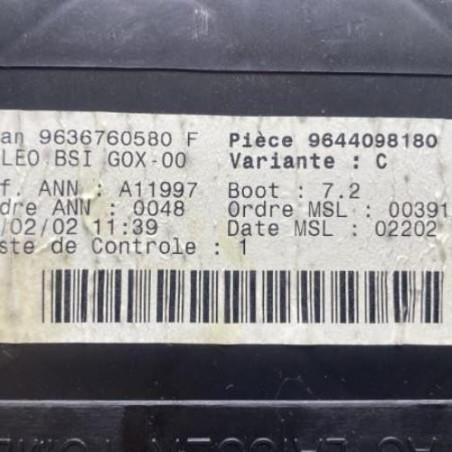 an 9636760580 F Pièce 9644098180
LEO BSI GOX-00 Variante : C
f. ANN : A11997 Boot : 7.2
dre ANN : 0048 Ordre MSL : 00391
/02/02 11:39 Date MSL : 02202
ste de Controle : 1